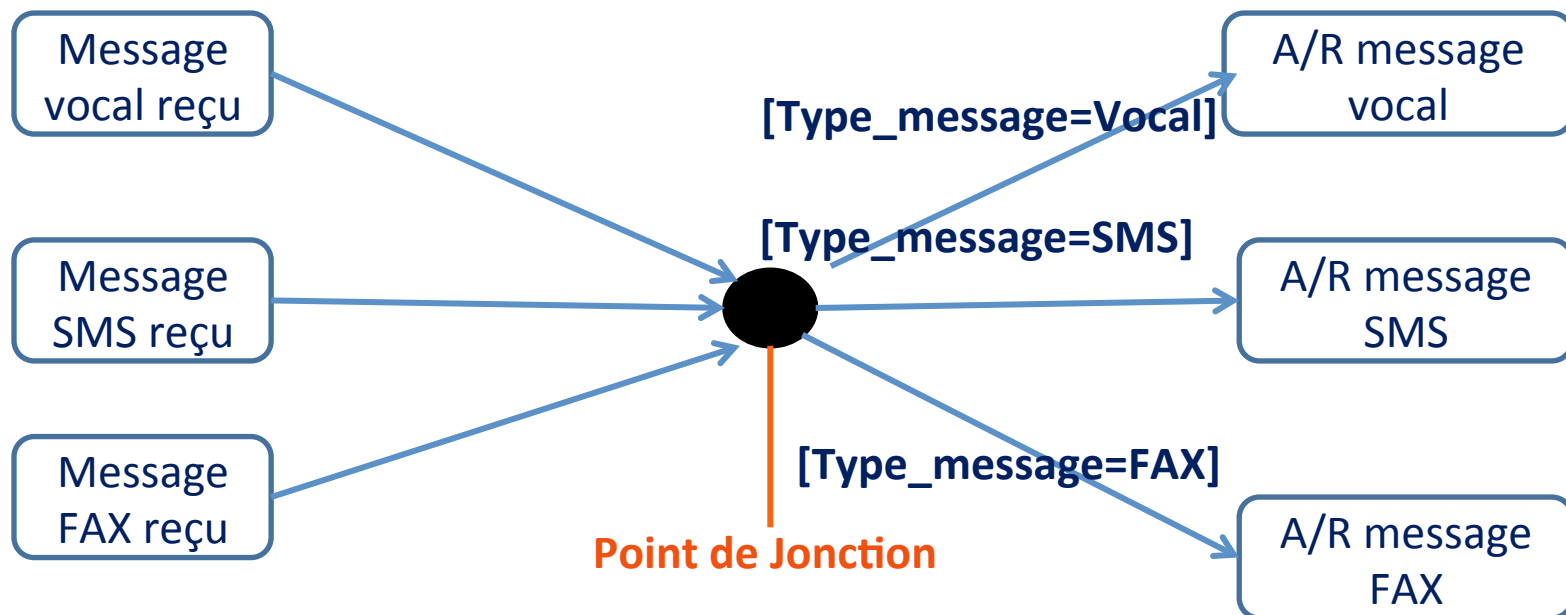 Message
vocal reçu
A/R message
vocal
[Type_message=Vocal]
[Type_message=SMS]
Message
SMS reçu
A/R message
SMS
Message
FAX reçu
[Type_message=FAX]
A/R message
FAX
Point de Jonction